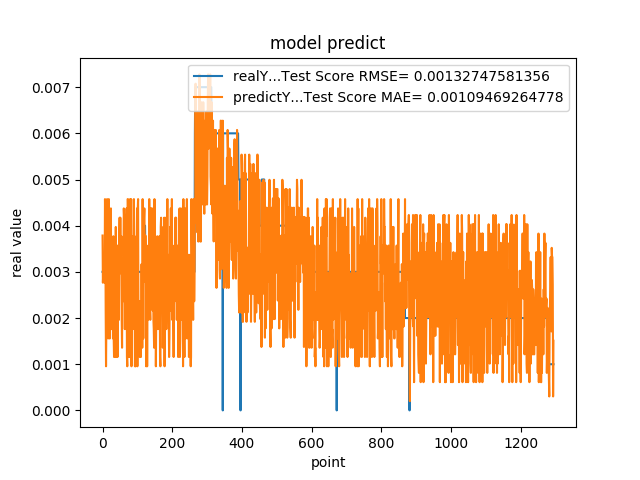 model predict
realY...Test Score RMSE= 0.00132747581356
predictY...Test Score MAE= 0.00109469264778
0.007
0.006
0.005
0.004
0.003
0.002
0.001
0.000
real value
0 200 400 600 800 1000 1200
point